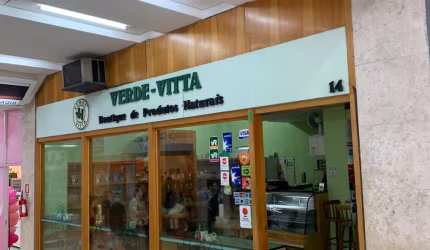 VERDE-VITTA
Boutique de Produtos Naturais
14
VISA